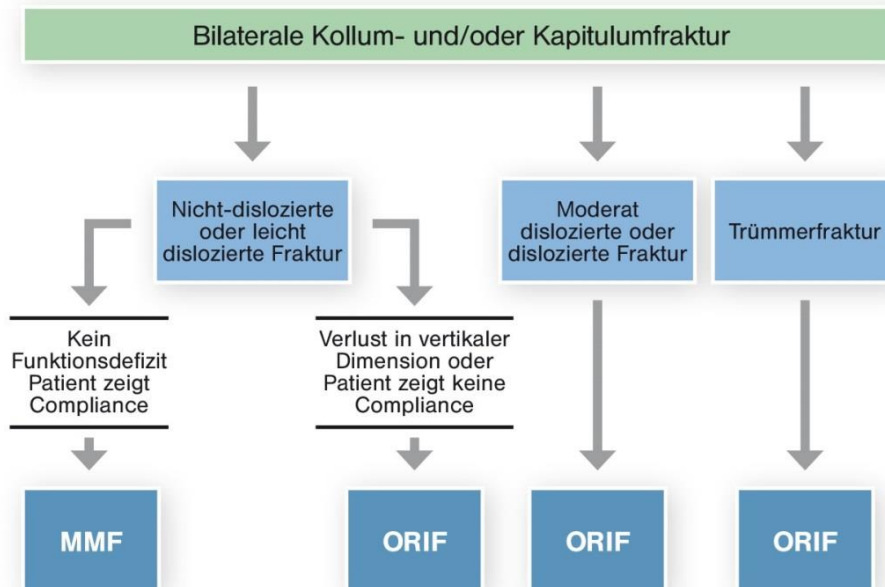 Bilaterale Kollum- und/oder Kapitulumfraktur
Nicht-dislozierte
oder leicht
dislozierte Fraktur
Moderat
dislozierte oder
dislozierte Fraktur
Trümmerfraktur
Kein
Funktionsdefizit
Patient zeigt
Compliance
Verlust in vertikaler
Dimension oder
Patient zeigt keine
Compliance
MMF
ORIF
ORIF
ORIF